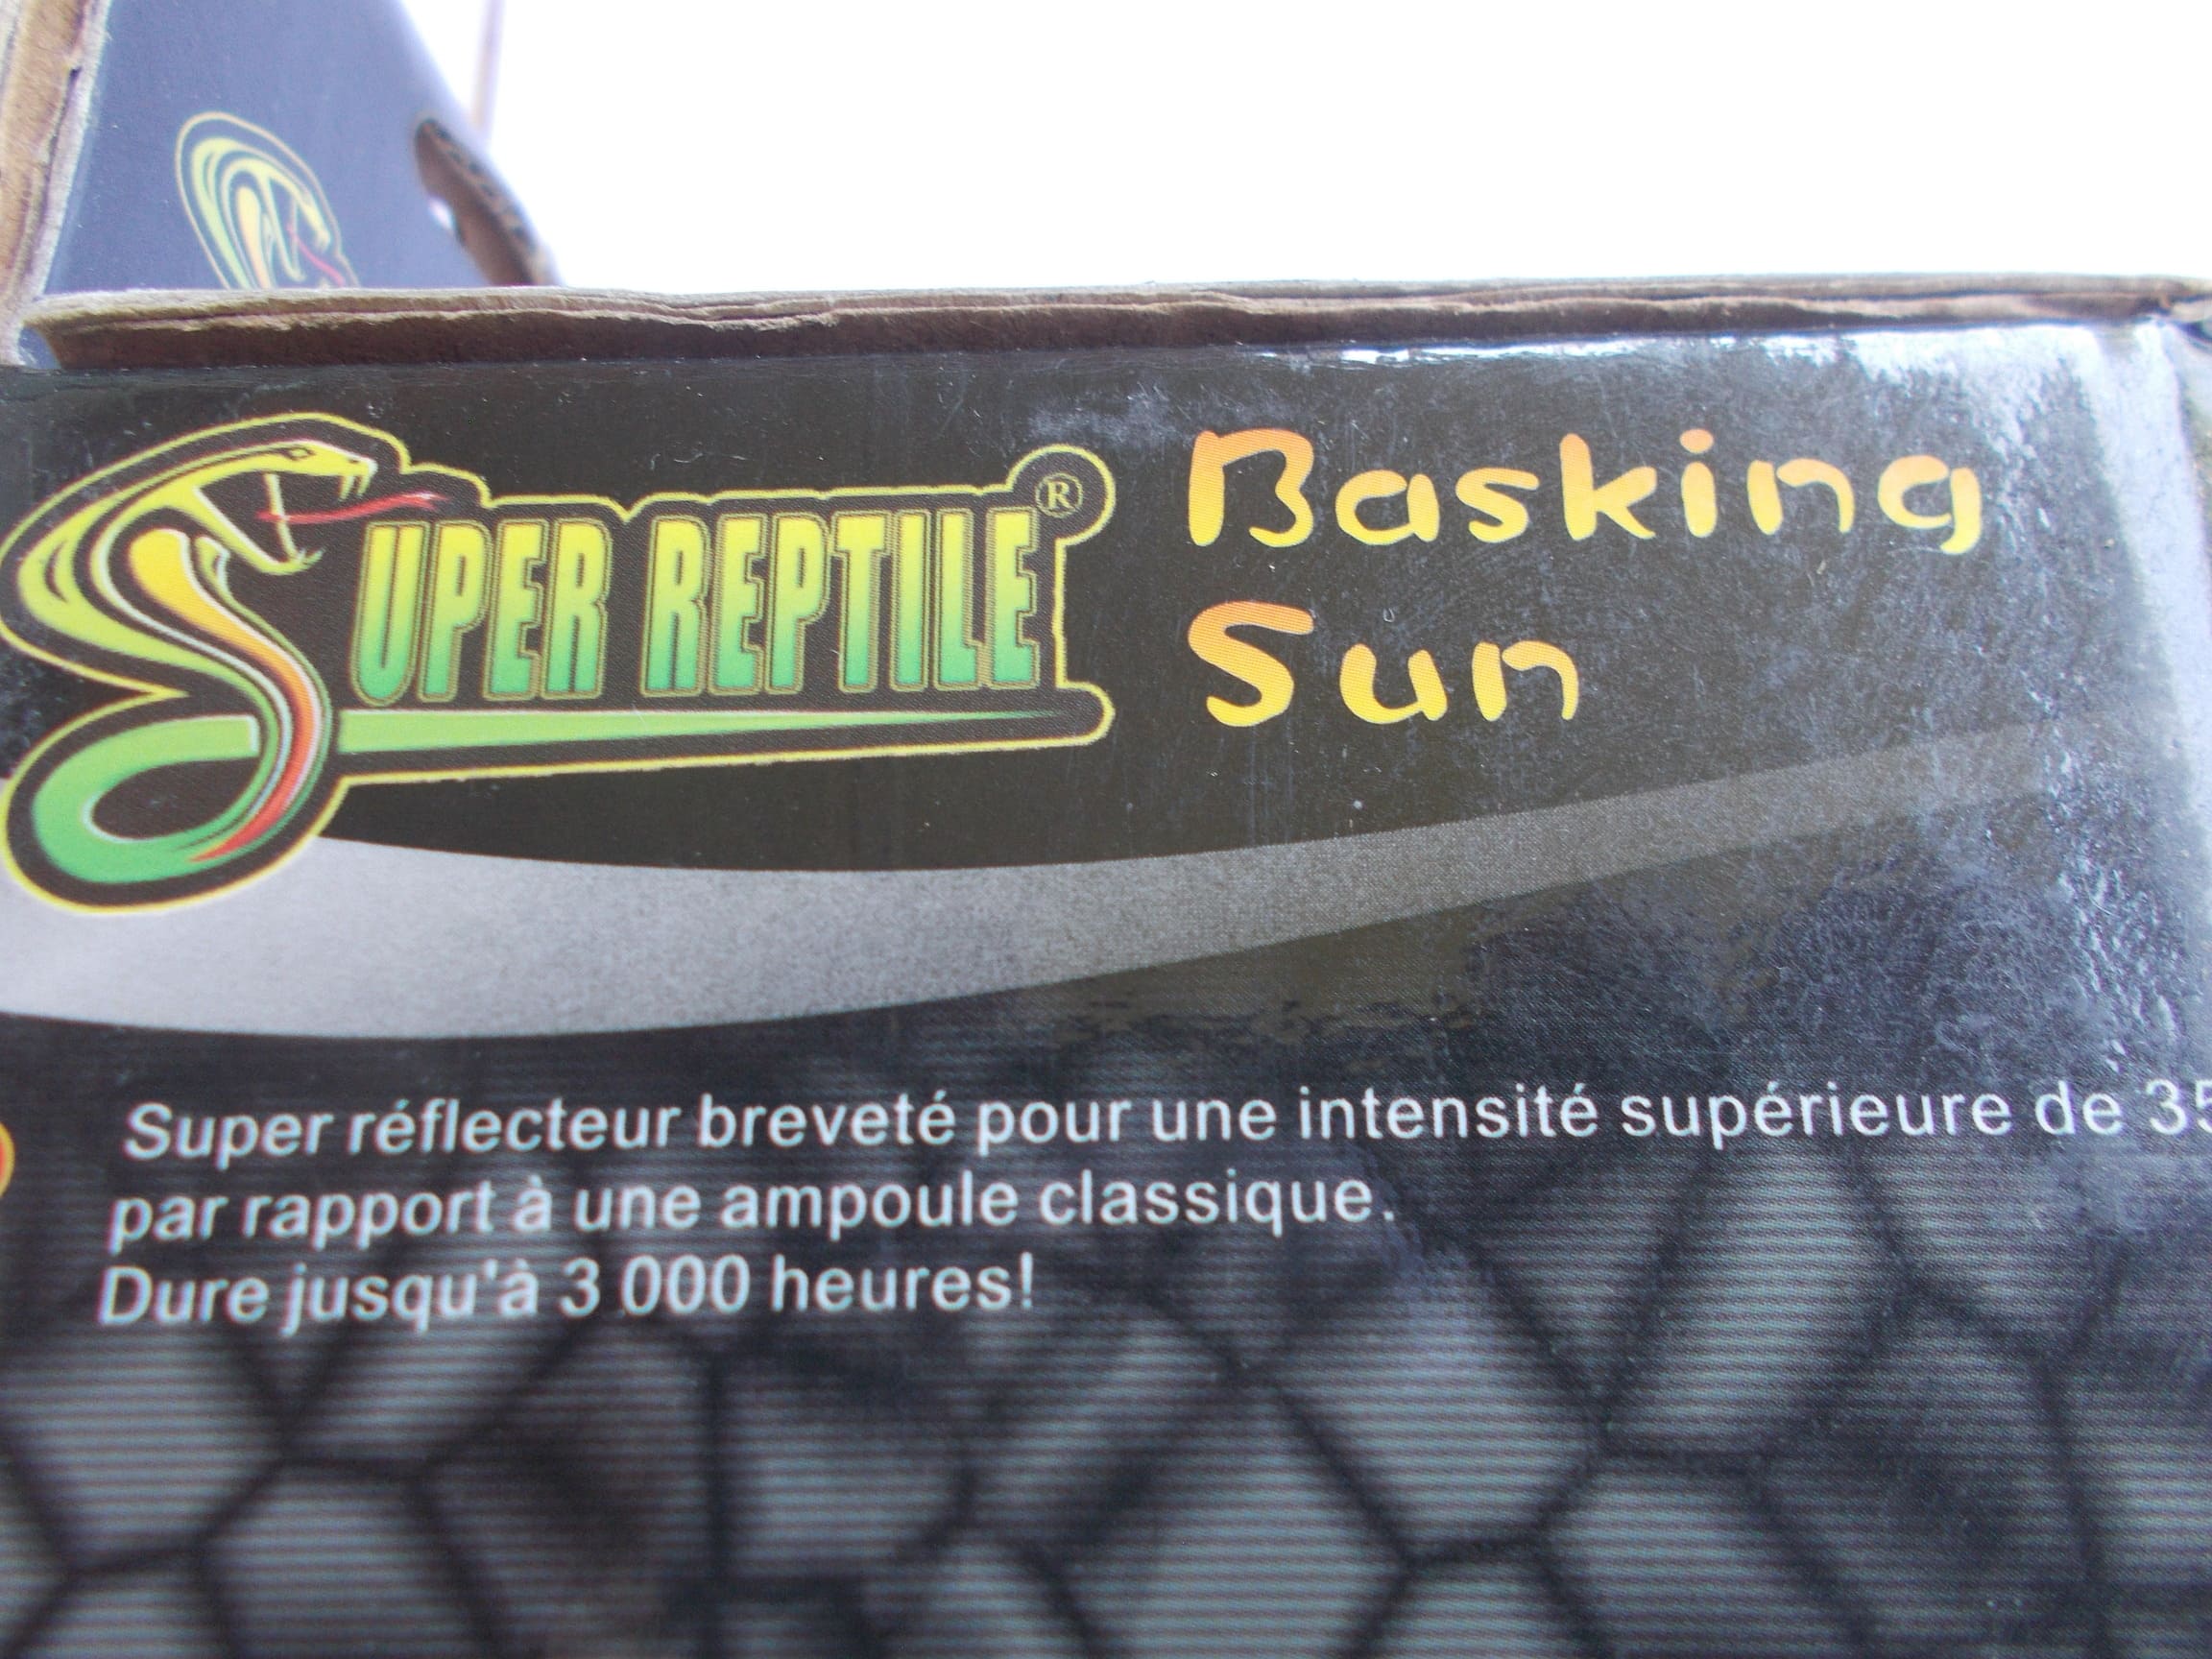 SUPER REPTILE®
Basking
Sun
Super réflecteur breveté pour une intensité supérieure de 35
par rapport à une ampoule classique.
Dure jusqu'à 3 000 heures!